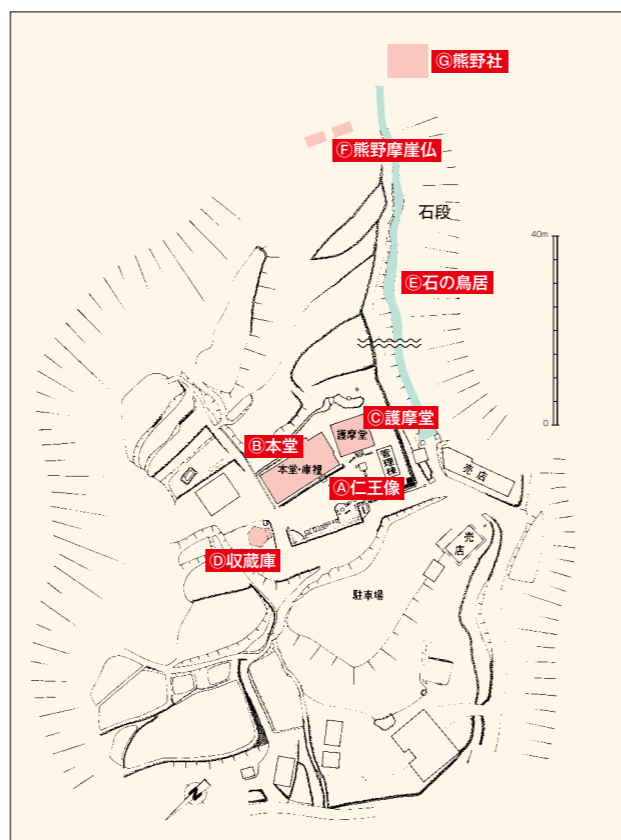 Ⓖ熊野社
Ⓕ熊野摩崖仏
石段
40m
Ⓔ石の鳥居
Ⓒ護摩堂
護摩堂
Ⓑ本堂
本堂・庫裡
管理棟
売店
Ⓐ仁王像
0
売店
Ⓓ収蔵庫
駐車場
N